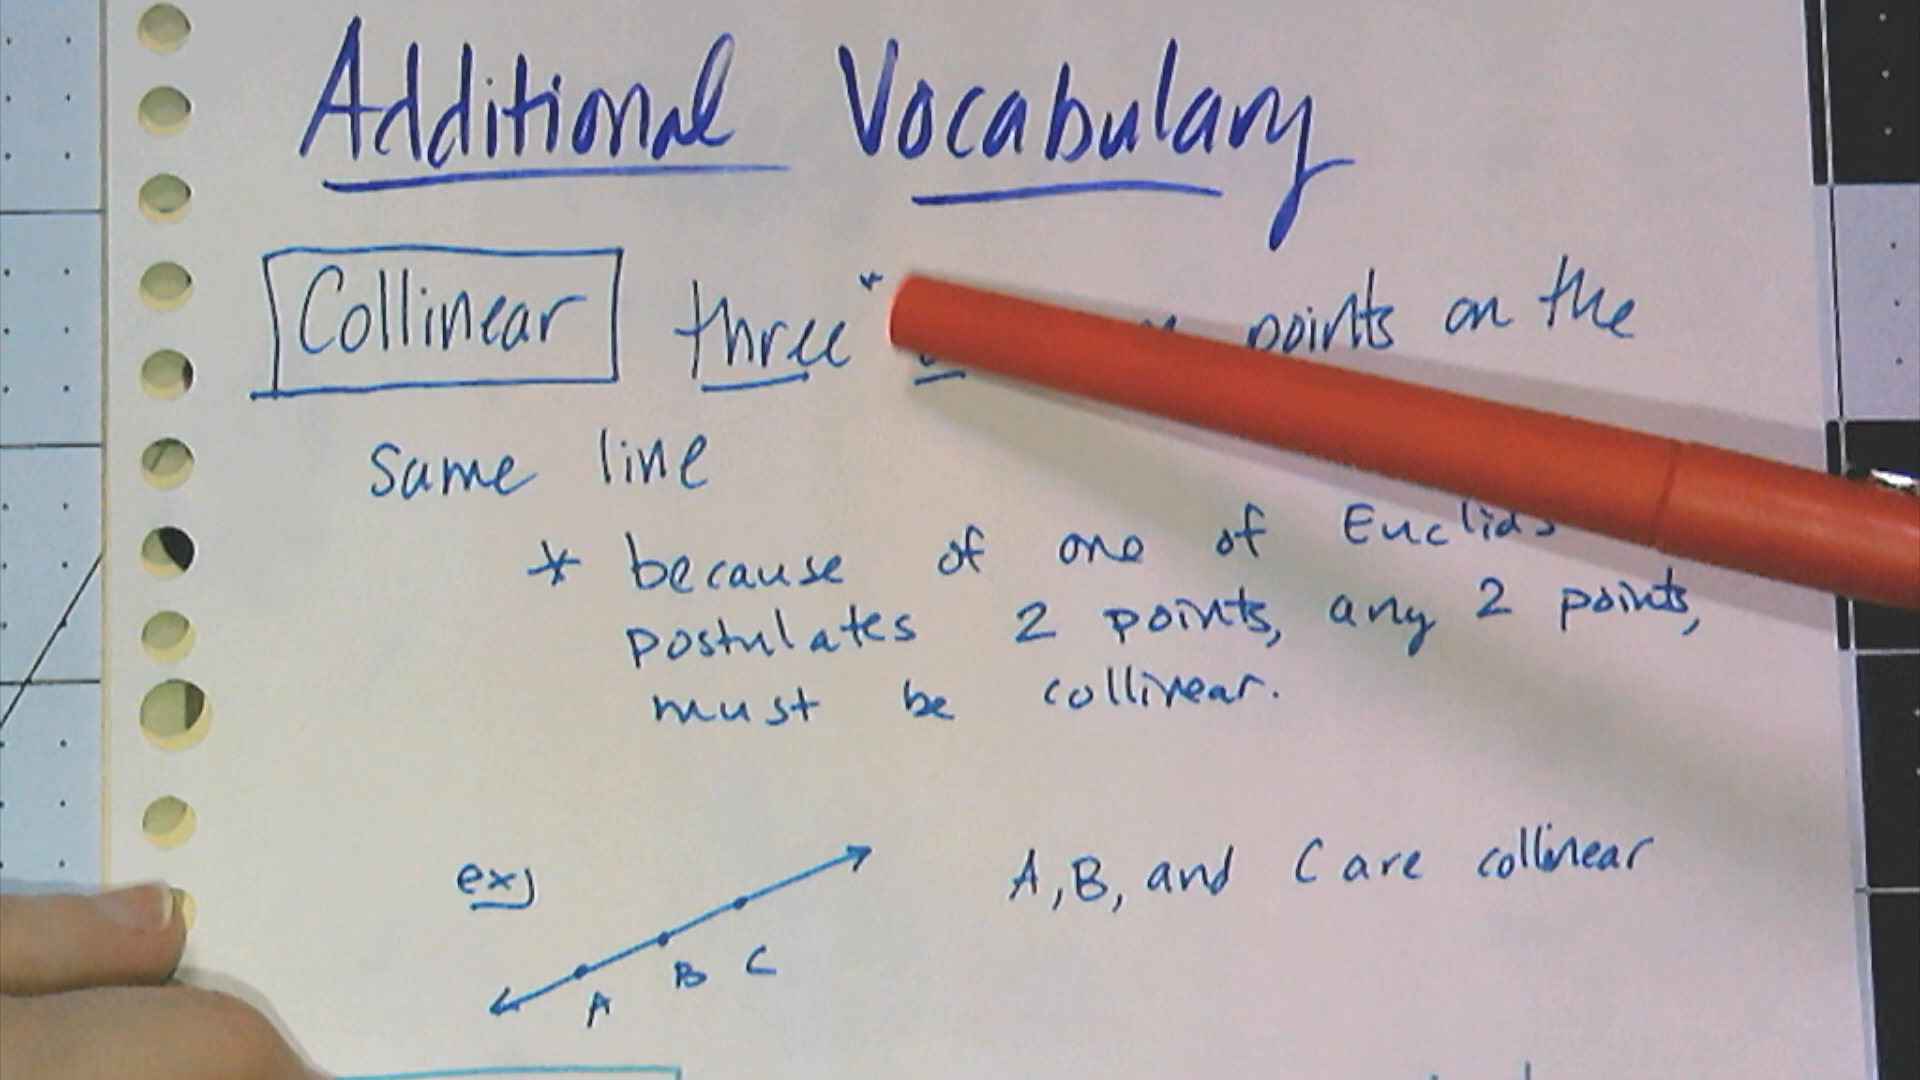 Additional Vocabulary
Collinear three* points on the
same line
* because of one of Euclids
postulates 2 points, any 2 points,
must be collinear.
ex) A, B, and C are collinear
A B C